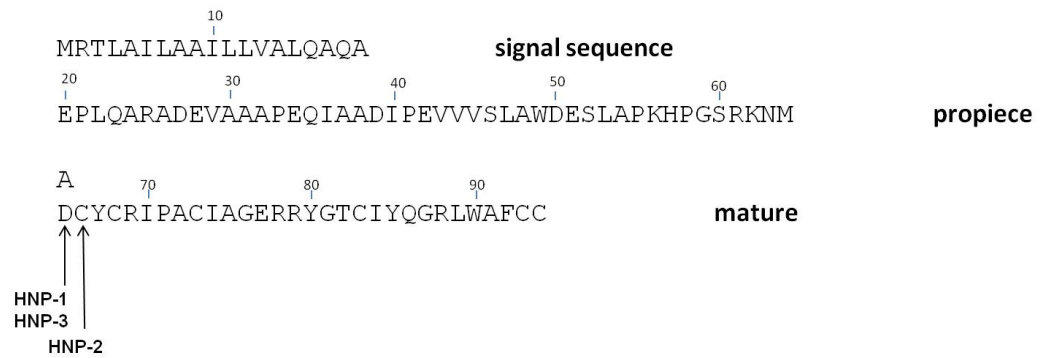 10
MRTLAILAAILLVALQAQA signal sequence
20 30 40 50 60
EPLQARADEVAAAPEQIAADIPEVVVSLAWDESLAPKHPGSRKNM propiece
A
70 80 90
DCYCRIPACIAGERRYGTCIYQGRLWAFCC mature
HNP-1
HNP-3
HNP-2